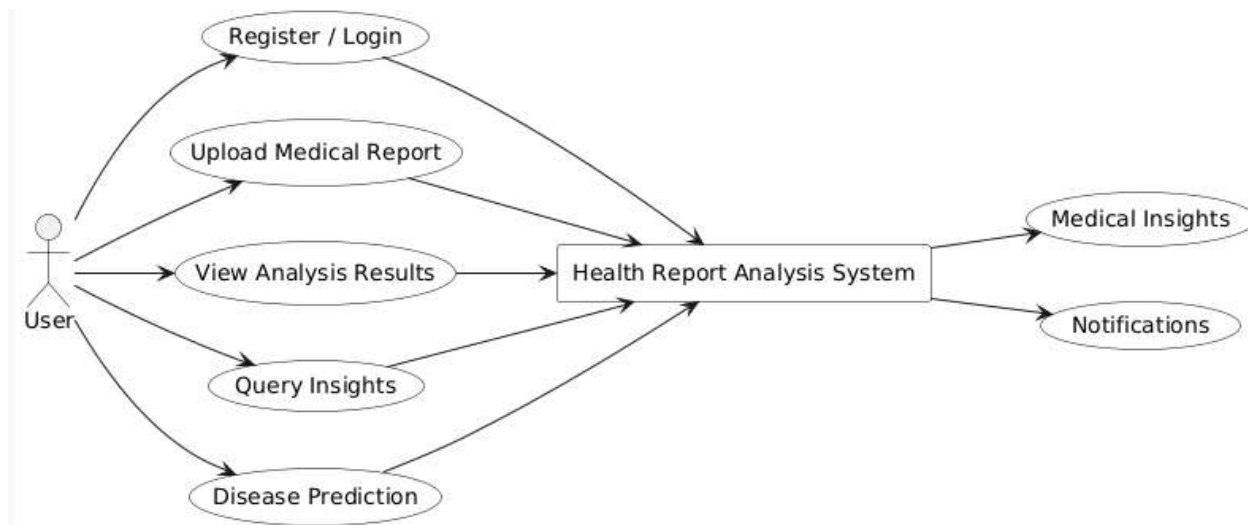 Register / Login
Upload Medical Report
View Analysis Results
Query Insights
Disease Prediction
User
Health Report Analysis System
Medical Insights
Notifications